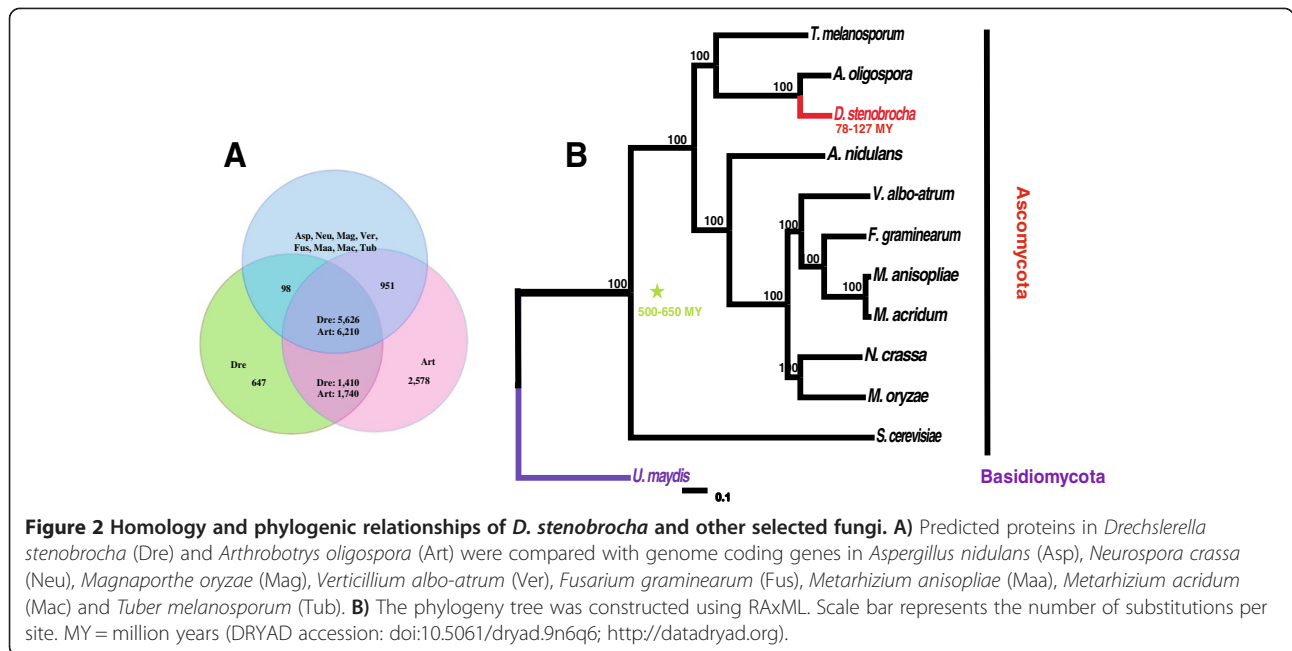 A
Asp, Neu, Mag, Ver,
Fus, Maa, Mac, Tub
98
951
Dre: 5,626
Art: 6,210
Dre
647
Art
2,578
Dre: 1,410
Art: 1,740
B
T. melanosporum
100
A. oligospora
100
D. stenobrocha
78-127 MY
100
A. nidulans
V. albo-atrum
100
100
F. graminearum
00
M. anisopliae
100
M. acridum
100
100
500-650 MY
N. crassa
100
M. oryzae
S. cerevisiae
U. maydis
0.1
Ascomycota
Basidiomycota
Figure 2 Homology and phylogenic relationships of D. stenobrocha and other selected fungi. A) Predicted proteins in Drechslerella
stenobrocha (Dre) and Arthrobotrys oligospora (Art) were compared with genome coding genes in Aspergillus nidulans (Asp), Neurospora crassa
(Neu), Magnaporthe oryzae (Mag), Verticillium albo-atrum (Ver), Fusarium graminearum (Fus), Metarhizium anisopliae (Maa), Metarhizium acridum
(Mac) and Tuber melanosporum (Tub). B) The phylogeny tree was constructed using RAxML. Scale bar represents the number of substitutions per
site. MY = million years (DRYAD accession: doi:10.5061/dryad.9n6q6; http://datadryad.org).